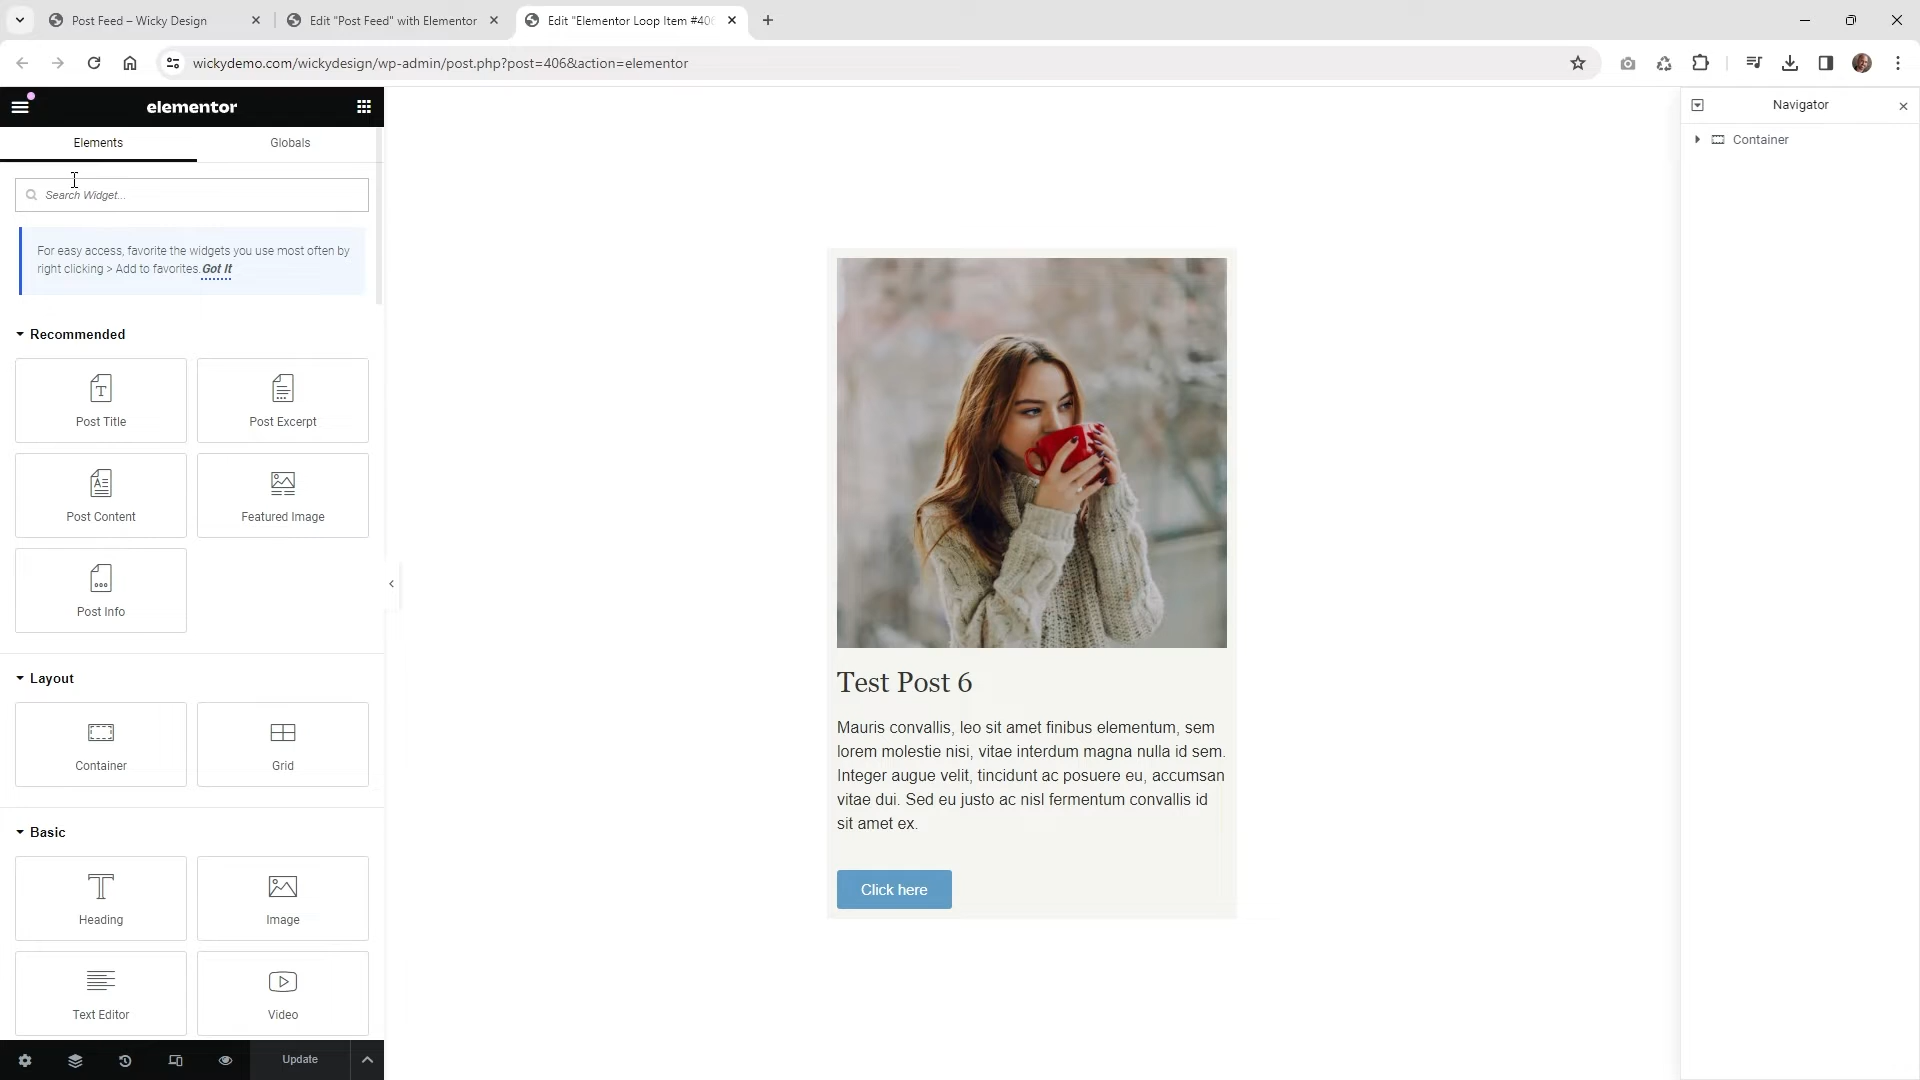 Post Feed – Wicky Design
Edit "Post Feed" with Elementor
Edit "Elementor Loop Item #406
wickydemo.com/wickydesign/wp-admin/post.php?post=406&action=elementor
elementor
Elements
Globals
Search Widget...
For easy access, favorite the widgets you use most often by
right clicking > Add to favorites. Got It
Recommended
Post Title
Post Excerpt
Post Content
Featured Image
Post Info
Layout
Container
Grid
Basic
Heading
Image
Text Editor
Video
Update
Test Post 6
Mauris convallis, leo sit amet finibus elementum, sem
lorem molestie nisi, vitae interdum magna nulla id sem.
Integer augue velit, tincidunt ac posuere eu, accumsan
vitae dui. Sed eu justo ac nisl fermentum convallis id
sit amet ex.
Click here
Navigator
Container